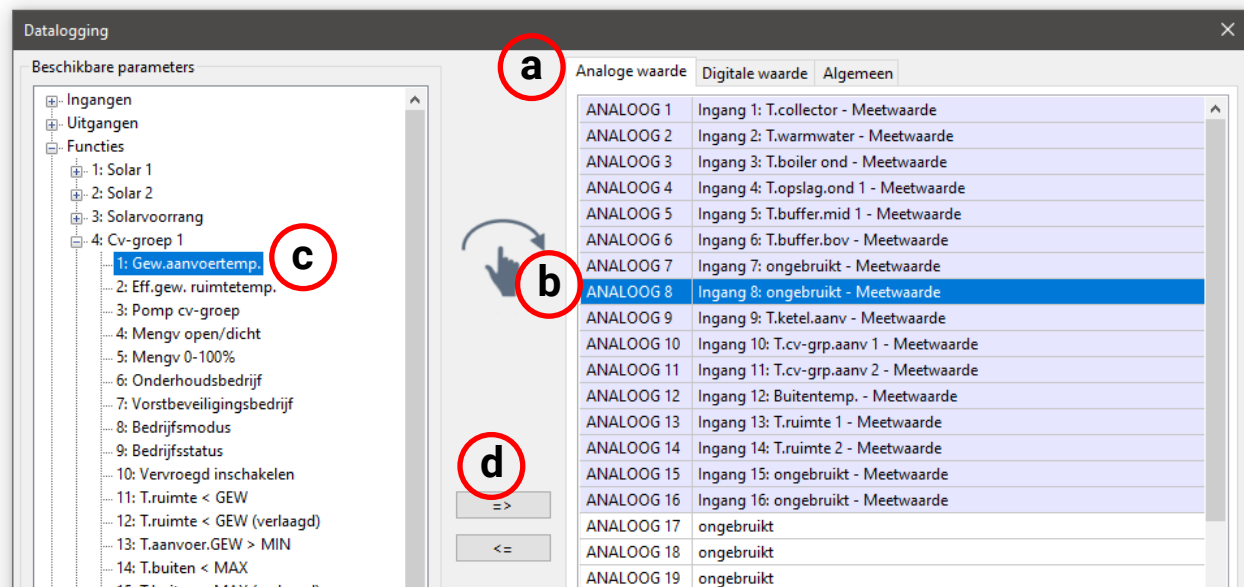 Datalogging
Beschikbare parameters
Ingangen
Uitgangen
Functies
1: Solar 1
2: Solar 2
3: Solarvoorrang
4: Cv-groep 1
1: Gew.aanvoertemp.
2: Eff.gew. ruimtetemp.
3: Pomp cv-groep
4: Mengv open/dicht
5: Mengv 0-100%
6: Onderhoudsbedrijf
7: Vorstbeveiligingsbedrijf
8: Bedrijfsmodus
9: Bedrijfsstatus
10: Vervroegd inschakelen
11: T.ruimte < GEW
12: T.ruimte < GEW (verlaagd)
13: T.aanvoer.GEW > MIN
14: T.buiten < MAX
c
b
d
=>
<=
a
Analoge waarde Digitale waarde Algemeen
ANALOOG 1 Ingang 1: T.collector - Meetwaarde
ANALOOG 2 Ingang 2: T.warmwater - Meetwaarde
ANALOOG 3 Ingang 3: T.boiler ond - Meetwaarde
ANALOOG 4 Ingang 4: T.opslag.ond 1 - Meetwaarde
ANALOOG 5 Ingang 5: T.buffer.mid 1 - Meetwaarde
ANALOOG 6 Ingang 6: T.buffer.bov - Meetwaarde
ANALOOG 7 Ingang 7: ongebruikt - Meetwaarde
ANALOOG 8 Ingang 8: ongebruikt - Meetwaarde
ANALOOG 9 Ingang 9: T.ketel.aanv - Meetwaarde
ANALOOG 10 Ingang 10: T.cv-grp.aanv 1 - Meetwaarde
ANALOOG 11 Ingang 11: T.cv-grp.aanv 2 - Meetwaarde
ANALOOG 12 Ingang 12: Buitentemp. - Meetwaarde
ANALOOG 13 Ingang 13: T.ruimte 1 - Meetwaarde
ANALOOG 14 Ingang 14: T.ruimte 2 - Meetwaarde
ANALOOG 15 Ingang 15: ongebruikt - Meetwaarde
ANALOOG 16 Ingang 16: ongebruikt - Meetwaarde
ANALOOG 17 ongebruikt
ANALOOG 18 ongebruikt
ANALOOG 19 ongebruikt